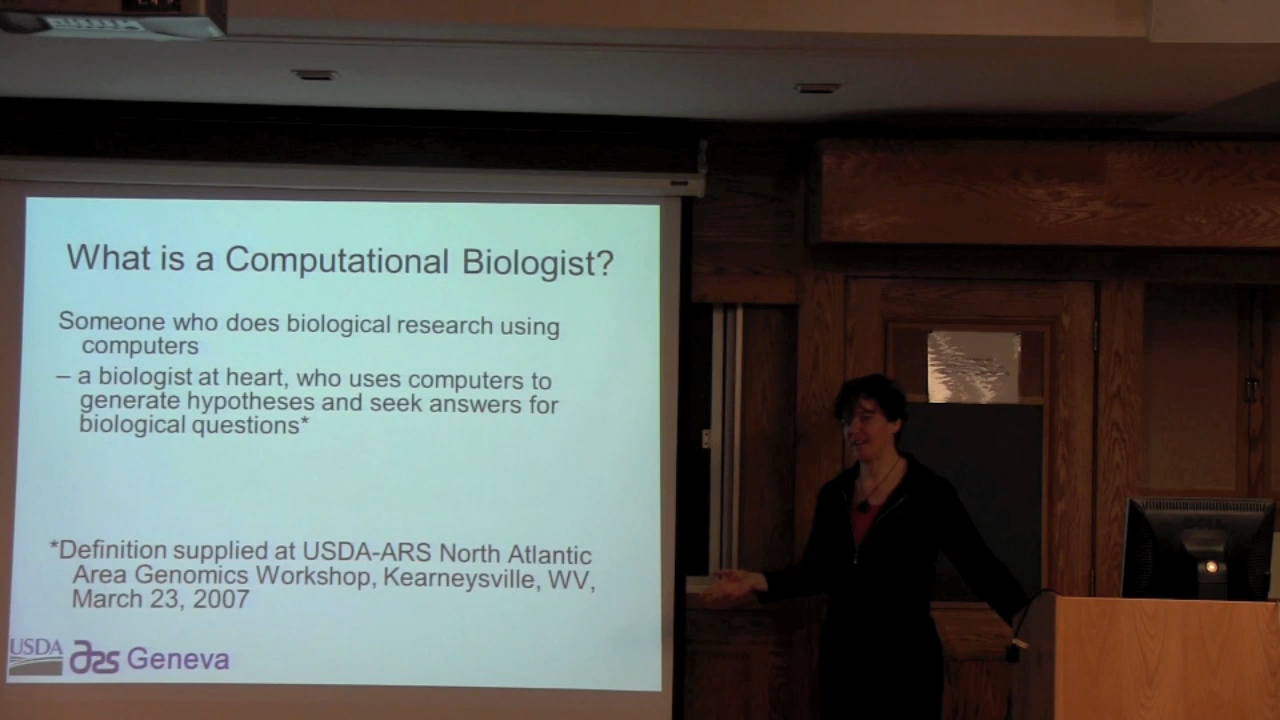 What is a Computational Biologist?
Someone who does biological research using
computers
– a biologist at heart, who uses computers to
generate hypotheses and seek answers for
biological questions*
*Definition supplied at USDA-ARS North Atlantic
Area Genomics Workshop, Kearneysville, WV,
March 23, 2007
USDA ars Geneva